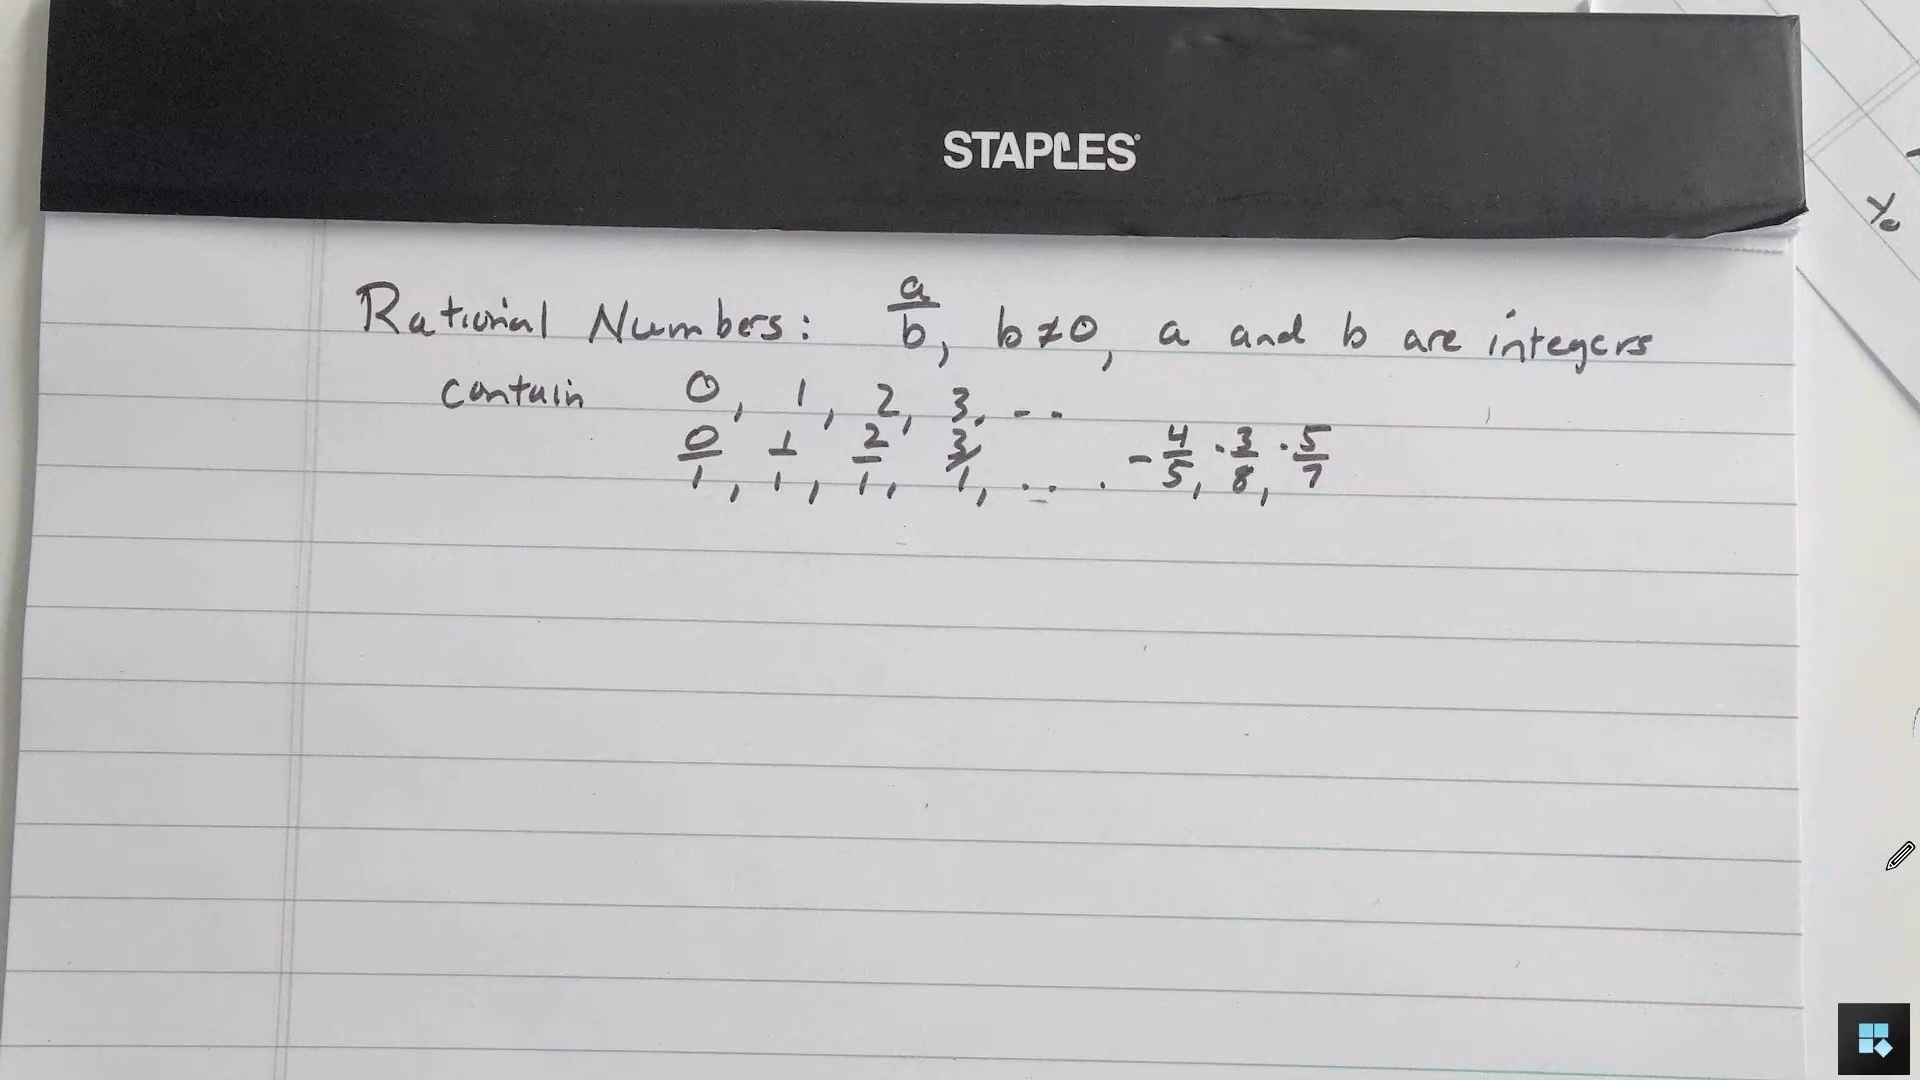 STAPLES
Rational Numbers: a/b, b≠0, a and b are integers
contain 0, 1, 2, 3, ..
0/1, 1/1, 2/1, 3/1, ... . -4/5, ·3/8, ·5/7